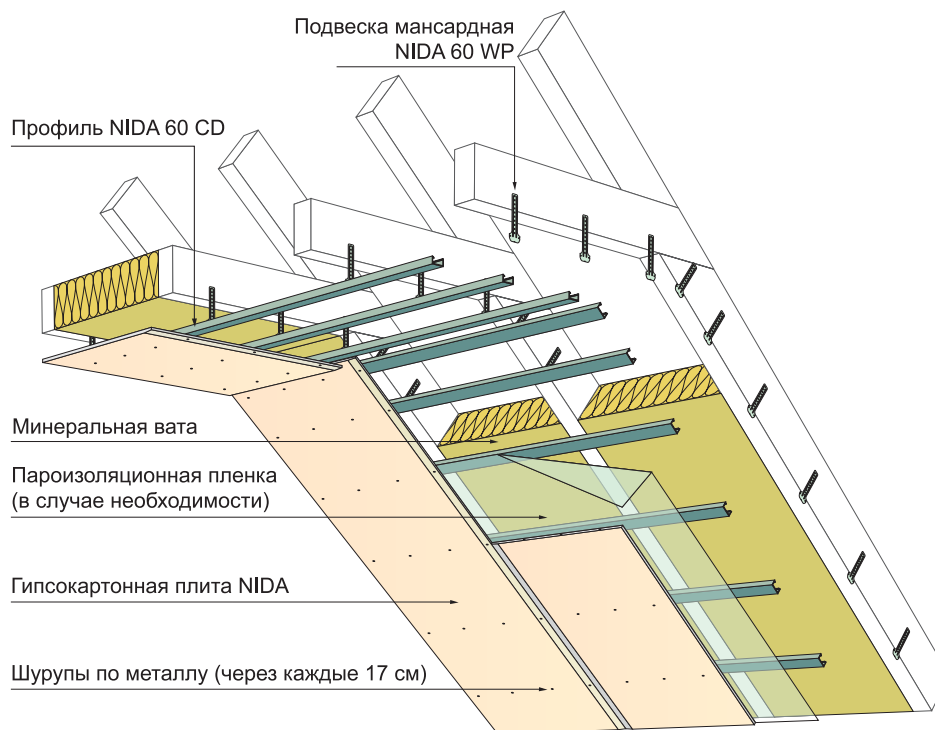 Подвеска мансардная
NIDA 60 WP
Профиль NIDA 60 CD
Минеральная вата
Пароизоляционная пленка
(в случае необходимости)
Гипсокартонная плита NIDA
Шурупы по металлу (через каждые 17 см)